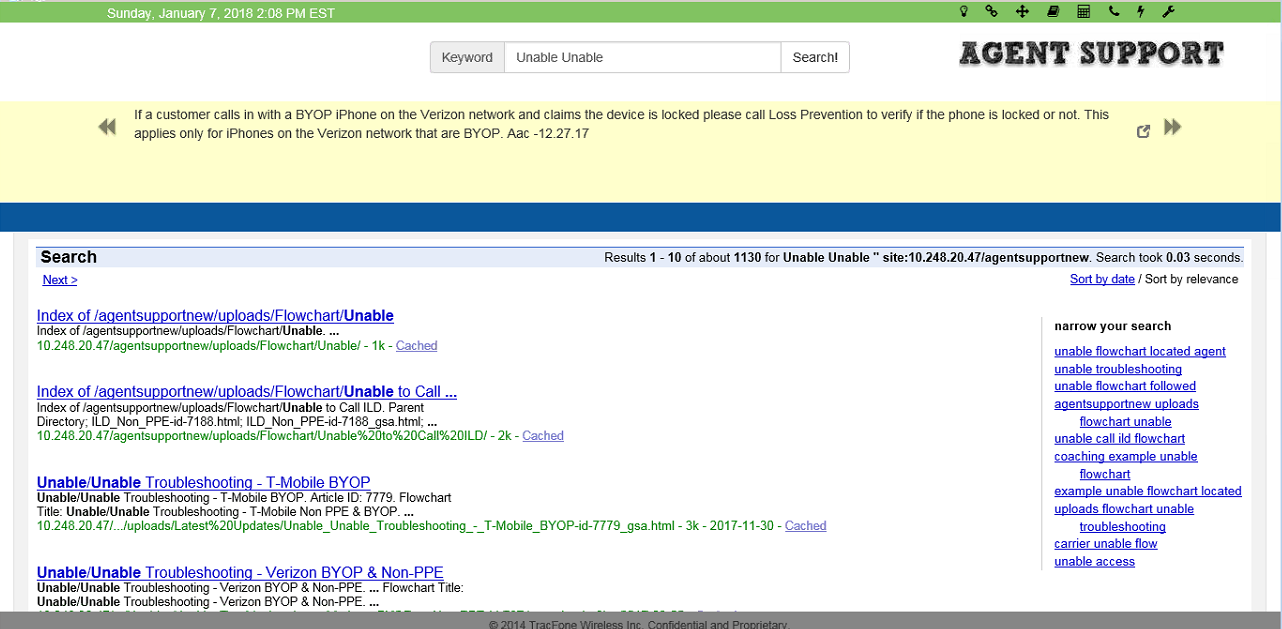 Sunday, January 7, 2018 2:08 PM EST
Keyword Unable Unable Search!
AGENT SUPPORT
If a customer calls in with a BYOP iPhone on the Verizon network and claims the device is locked please call Loss Prevention to verify if the phone is locked or not. This
applies only for iPhones on the Verizon network that are BYOP. Aac -12.27.17
Search
Results 1 - 10 of about 1130 for Unable Unable " site:10.248.20.47/agentsupportnew. Search took 0.03 seconds.
Next >
Sort by date / Sort by relevance
Index of /agentsupportnew/uploads/Flowchart/Unable
Index of /agentsupportnew/uploads/Flowchart/Unable. ...
10.248.20.47/agentsupportnew/uploads/Flowchart/Unable/ - 1k - Cached
Index of /agentsupportnew/uploads/Flowchart/Unable to Call ...
Index of /agentsupportnew/uploads/Flowchart/Unable to Call ILD. Parent
Directory; ILD_Non_PPE-id-7188.html; ILD_Non_PPE-id-7188_gsa.html; ...
10.248.20.47/agentsupportnew/uploads/Flowchart/Unable%20to%20Call%20ILD/ - 2k - Cached
Unable/Unable Troubleshooting - T-Mobile BYOP
Unable/Unable Troubleshooting - T-Mobile BYOP. Article ID: 7779. Flowchart
Title: Unable/Unable Troubleshooting - T-Mobile Non PPE & BYOP. ...
10.248.20.47/.../uploads/Latest%20Updates/Unable_Unable_Troubleshooting_-_T-Mobile_BYOP-id-7779_gsa.html - 3k - 2017-11-30 - Cached
Unable/Unable Troubleshooting - Verizon BYOP & Non-PPE
Unable/Unable Troubleshooting - Verizon BYOP & Non-PPE. ... Flowchart Title:
Unable/Unable Troubleshooting - Verizon BYOP & Non-PPE. ...
narrow your search
unable flowchart located agent
unable troubleshooting
unable flowchart followed
agentsupportnew uploads
flowchart unable
unable call ild flowchart
coaching example unable
flowchart
example unable flowchart located
uploads flowchart unable
troubleshooting
carrier unable flow
unable access
© 2014 TracFone Wireless Inc. Confidential and Proprietary.